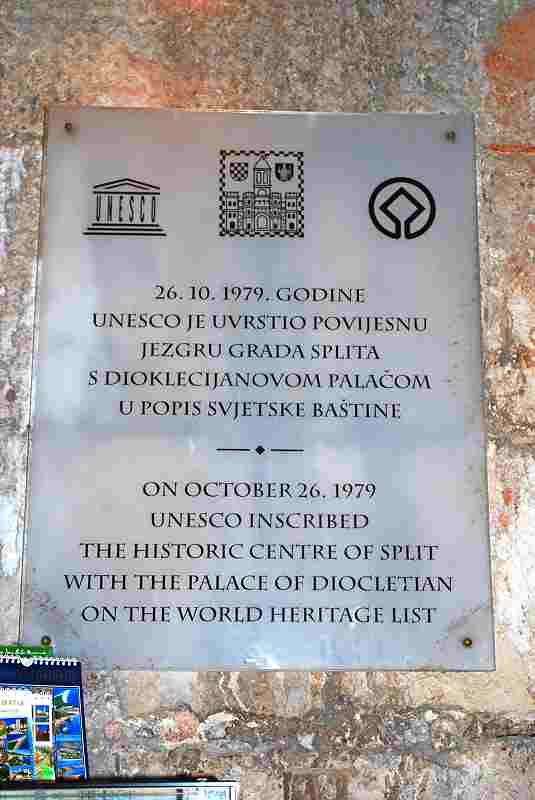 UNESCO
26. 10. 1979. GODINE
UNESCO JE UVRSTIO POVIJESNU
JEZGRU GRADA SPLITA
S DIOKLECIJANOVOM PALAČOM
U POPIS SVJETSKE BAŠTINE
ON OCTOBER 26. 1979
UNESCO INSCRIBED
THE HISTORIC CENTRE OF SPLIT
WITH THE PALACE OF DIOCLETIAN
ON THE WORLD HERITAGE LIST